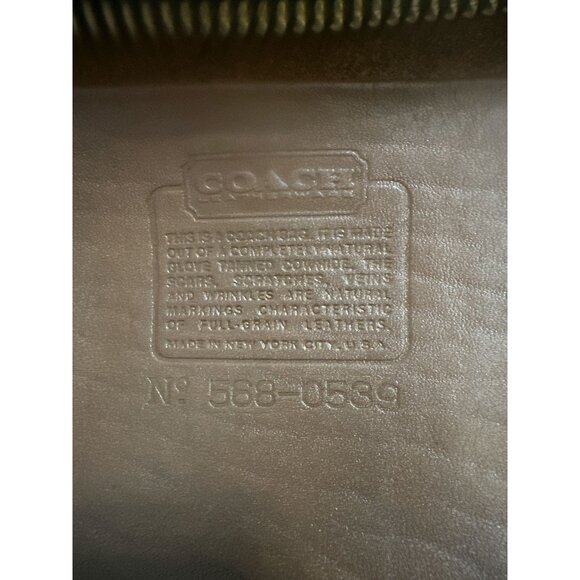 COACH
LEATHERWARE
THIS IS A COACH BAG. IT IS MADE
OUT OF A COMPLETELY NATURAL
GLOVE TANNED COWHIDE. THE
SCARS, SCRATCHES, VEINS
AND WRINKLES ARE NATURAL
MARKINGS CHARACTERISTIC
OF FULL-GRAIN LEATHERS.
MADE IN NEW YORK CITY, U.S.A.
Nº 568-0539